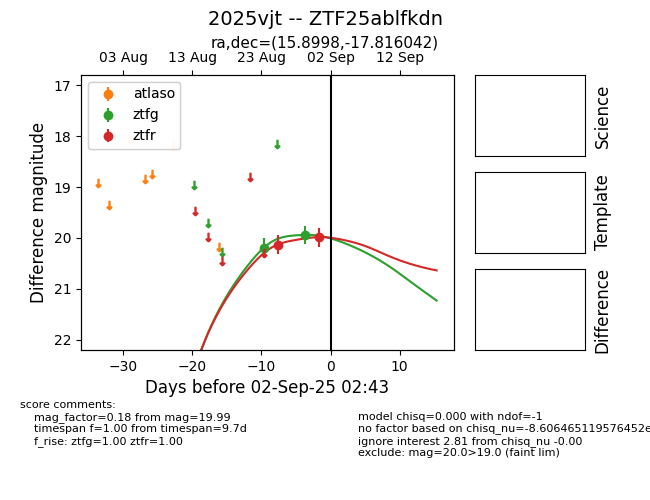 2025vjt -- ZTF25ablfkdn
ra,dec=(15.8998,-17.816042)
03 Aug 13 Aug 23 Aug 02 Sep 12 Sep
17
18
19
20
21
22
Difference magnitude
atlaso
ztfg
ztfr
−30 −20 −10 0 10
Days before 02-Sep-25 02:43
Science
Template
Difference
score comments:
mag_factor=0.18 from mag=19.99
timespan f=1.00 from timespan=9.7d
f_rise: ztfg=1.00 ztfr=1.00
model chisq=0.000 with ndof=-1
no factor based on chisq_nu=-8.606465119576452e
ignore interest 2.81 from chisq_nu -0.00
exclude: mag=20.0>19.0 (faint lim)